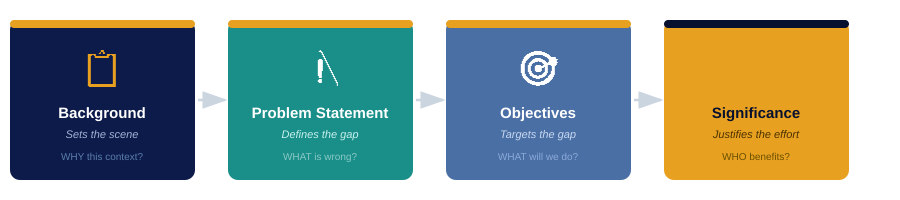 Background
Sets the scene
WHY this context?
Problem Statement
Defines the gap
WHAT is wrong?
Objectives
Targets the gap
WHAT will we do?
Significance
Justifies the effort
WHO benefits?